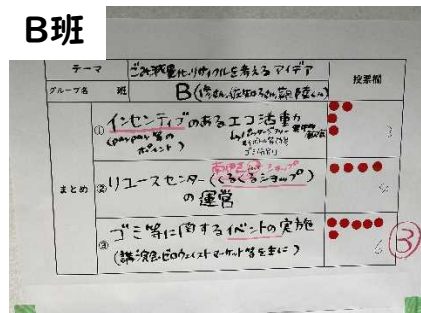 B班
テーマ ごみ減量化、リサイクルを考える アイデア 投票欄
グループ名 班 B
① インセンティブのあるエコ活動 3
(paypay等のポイント)
まとめ ② リユースセンター(くるくるショップ) 4
の運営
③ ゴミ等に関するイベントの実施 6 ③
(講演会・ゼロウェイストマーケット等を主に)